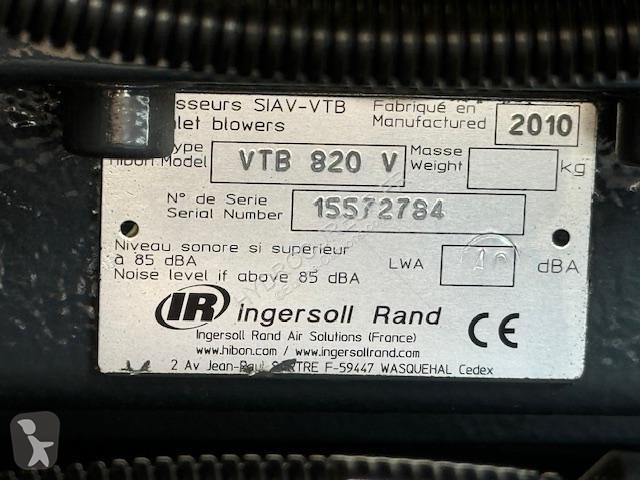 sseurs SIAV-VTB
let blowers
Fabriqué en
Manufactured
2010
ype
Hibon.Model
VTB 820 V
Masse
Weight
kg
N° de Serie
Serial Number
15572784
Niveau sonore si supérieur
à 85 dBA
Noise level if above 85 dBA
LWA
dBA
IR ingersoll Rand
CE
Ingersoll Rand Air Solutions (France)
www.hibon.com / www.ingersollrand.com
2 Av Jean-Paul SARTRE F-59447 WASQUEHAL Cedex